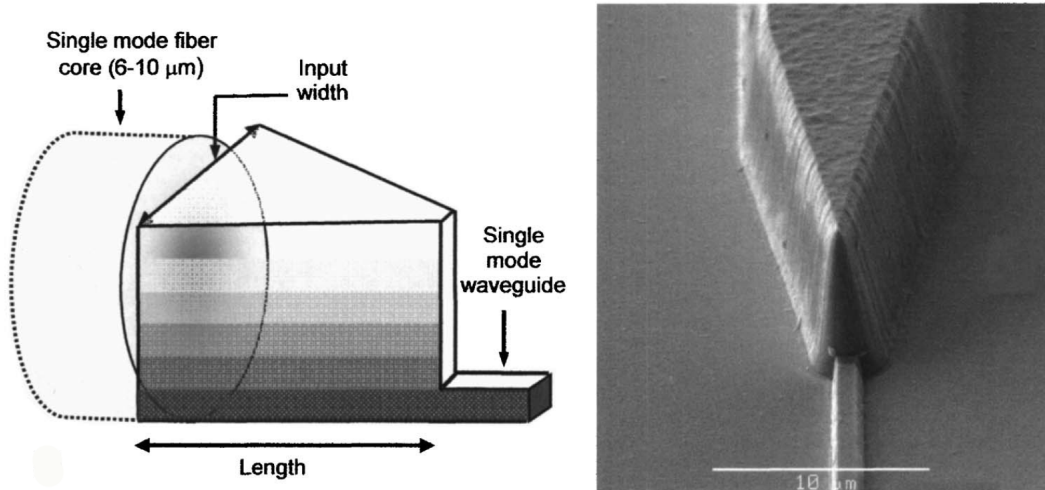 Single mode fiber
core (6-10 μm)
Input
width
Single
mode
waveguide
Length
10 μm